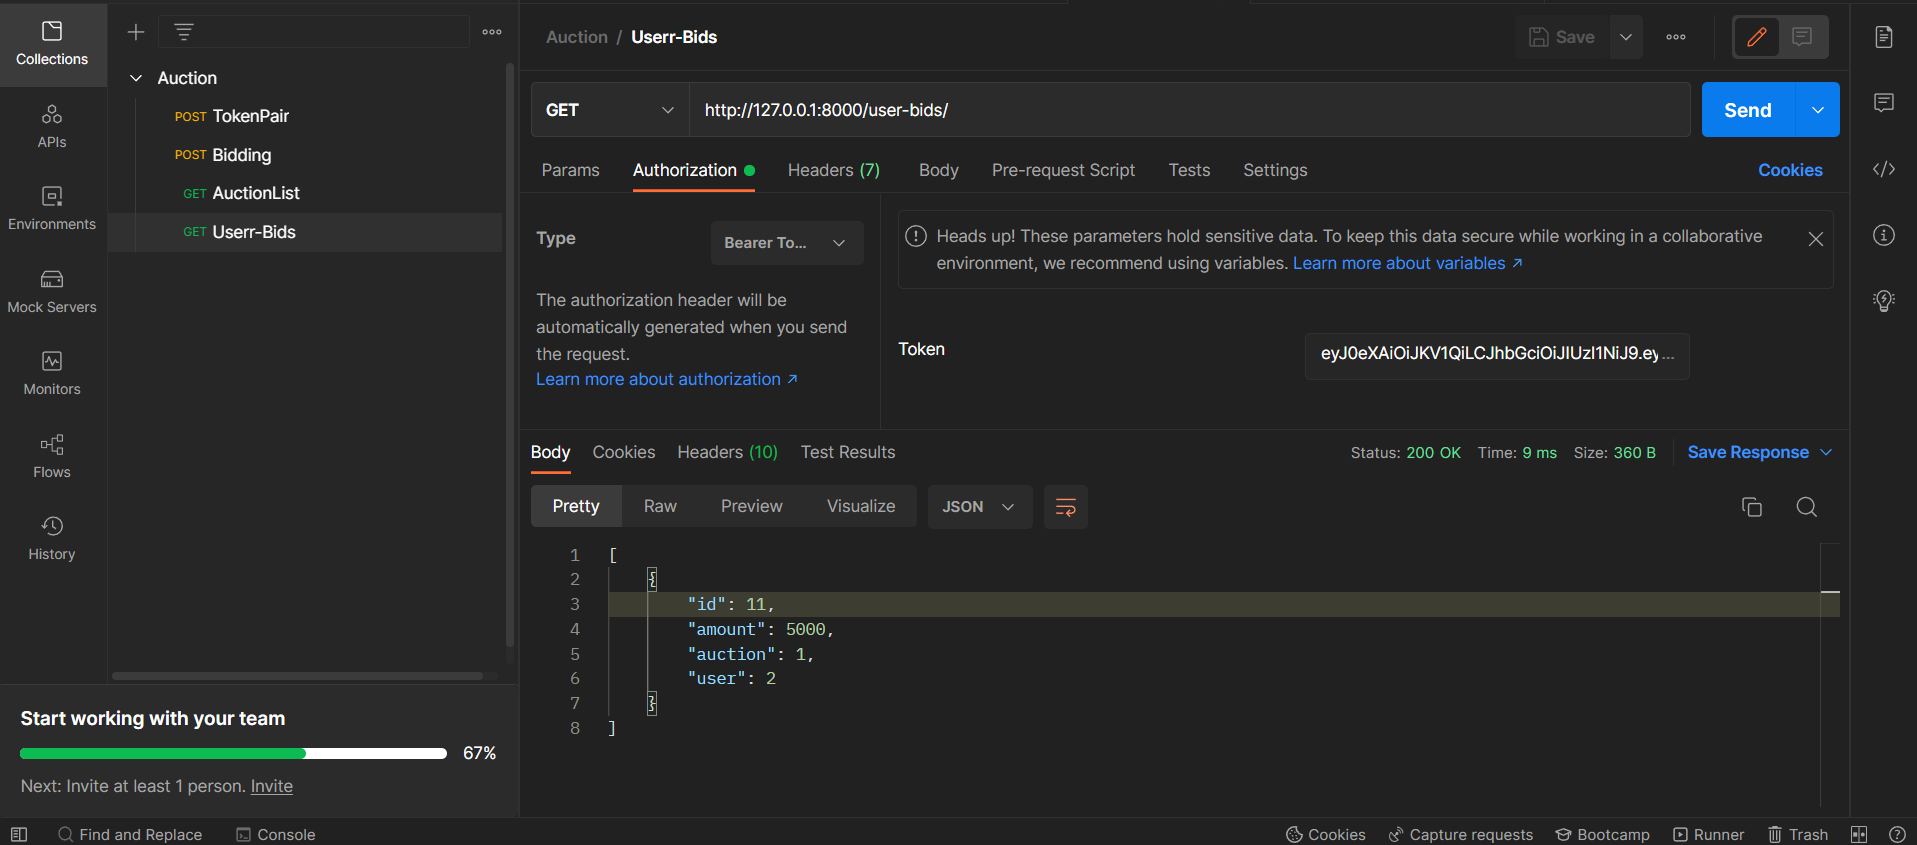 Collections
APIs
Environments
Mock Servers
Monitors
Flows
History
Auction
POST TokenPair
POST Bidding
GET AuctionList
GET Userr-Bids
Start working with your team
67%
Next: Invite at least 1 person. Invite
Auction / Userr-Bids
Save
GET
http://127.0.0.1:8000/user-bids/
Send
Params Authorization Headers (7) Body Pre-request Script Tests Settings Cookies
Type
Bearer To...
The authorization header will be
automatically generated when you send
the request.
Learn more about authorization ↗
Heads up! These parameters hold sensitive data. To keep this data secure while working in a collaborative
environment, we recommend using variables. Learn more about variables ↗
Token
eyJ0eXAiOiJKV1QiLCJhbGciOiJIUzI1NiJ9.ey...
Body Cookies Headers (10) Test Results Status: 200 OK Time: 9 ms Size: 360 B Save Response
Pretty Raw Preview Visualize JSON
1 [
2 {
3 "id": 11,
4 "amount": 5000,
5 "auction": 1,
6 "user": 2
7 }
8 ]
Find and Replace Console Cookies Capture requests Bootcamp Runner Trash